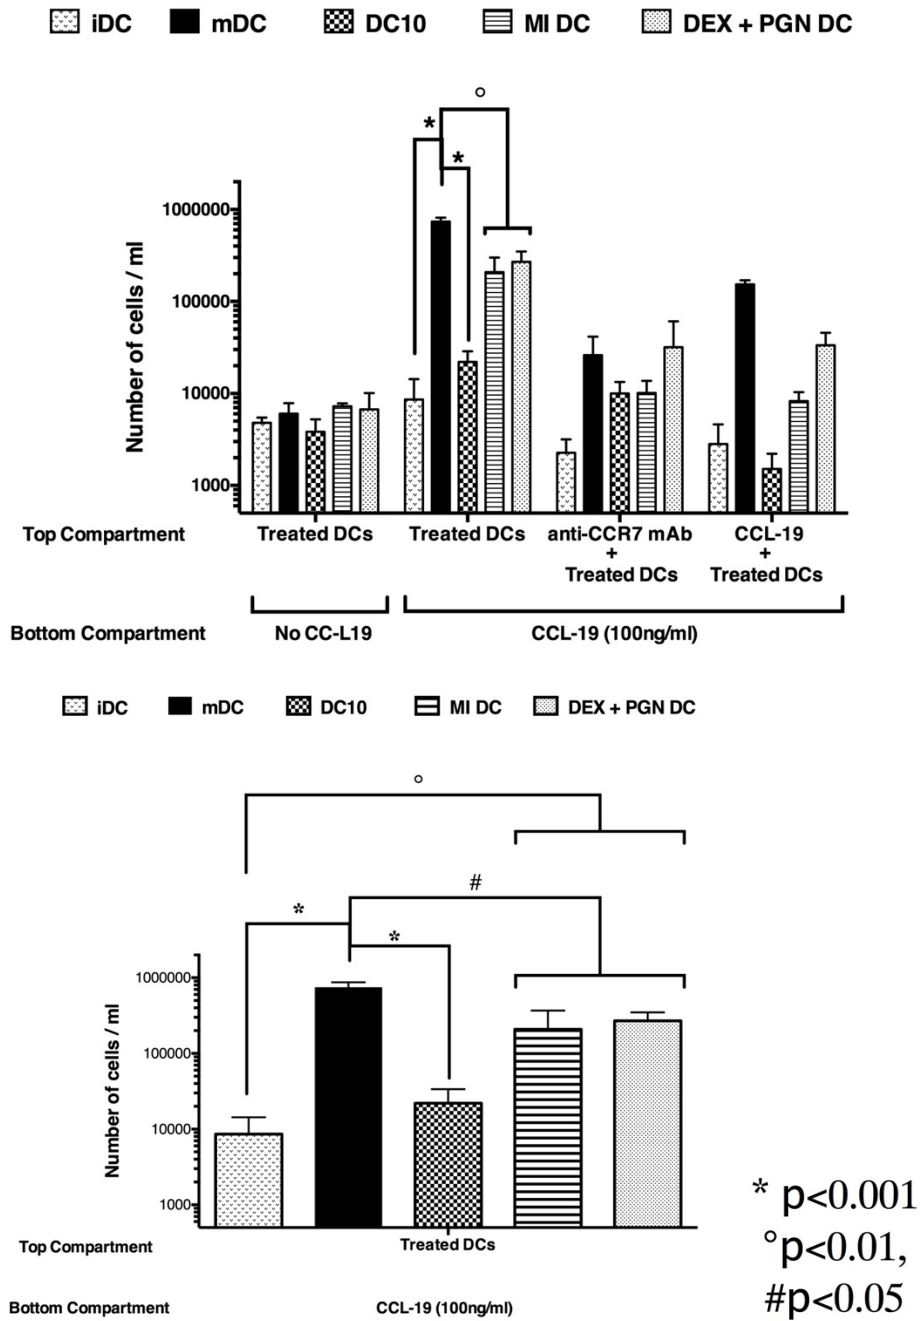 iDC mDC DC10 MI DC DEX + PGN DC
°
*
*
Number of cells / ml
1000000
100000
10000
1000
Top Compartment Treated DCs Treated DCs anti-CCR7 mAb CCL-19
+ +
Treated DCs Treated DCs
Bottom Compartment No CC-L19 CCL-19 (100ng/ml)
iDC mDC DC10 MI DC DEX + PGN DC
°
#
*
*
Number of cells / ml
1000000
100000
10000
1000
Top Compartment Treated DCs
Bottom Compartment CCL-19 (100ng/ml)
* p<0.001
°p<0.01,
#p<0.05